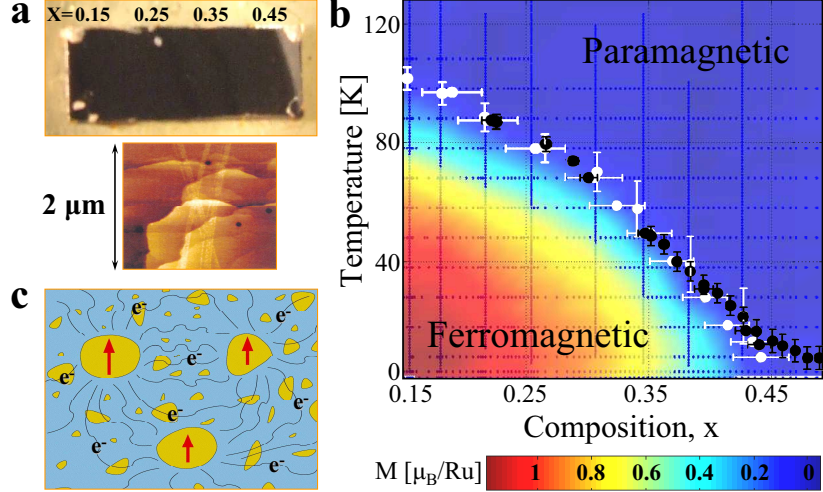 a
X=0.15 0.25 0.35 0.45
2 μm
c
e-
e-
e-
e-
e-
e-
e-
e-
b
Temperature [K]
120
80
40
0
Paramagnetic
Ferromagnetic
0.15 0.25 0.35 0.45
Composition, x
M [μB/Ru] 1 0.8 0.6 0.4 0.2 0